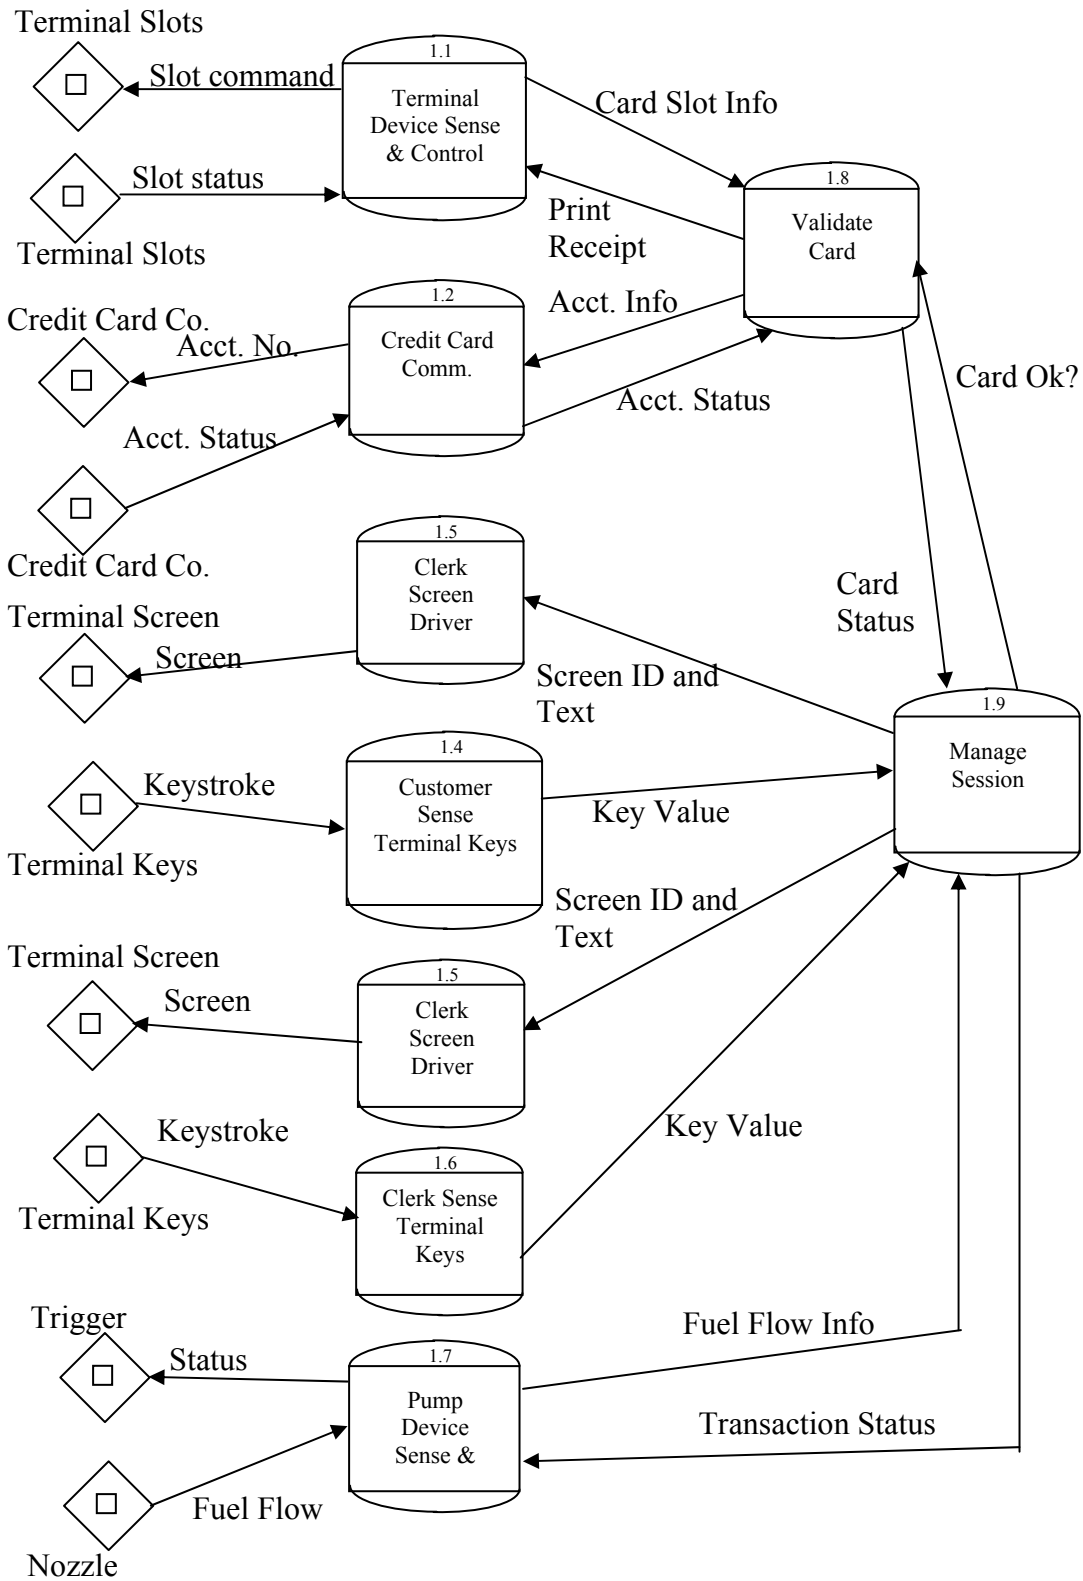 Terminal Slots
Slot command
1.1
Terminal
Device Sense
& Control
Card Slot Info
Slot status
Terminal Slots
Print
Receipt
1.8
Validate
Card
Credit Card Co.
Acct. No.
1.2
Credit Card
Comm.
Acct. Info
Acct. Status
Acct. Status
Card Ok?
Credit Card Co.
Terminal Screen
Screen
1.5
Clerk
Screen
Driver
Card
Status
Screen ID and
Text
1.9
Manage
Session
Keystroke
Terminal Keys
1.4
Customer
Sense
Terminal Keys
Key Value
Screen ID and
Text
Terminal Screen
Screen
1.5
Clerk
Screen
Driver
Keystroke
Terminal Keys
1.6
Clerk Sense
Terminal
Keys
Key Value
Trigger
Status
1.7
Pump
Device
Sense &
Fuel Flow Info
Transaction Status
Fuel Flow
Nozzle